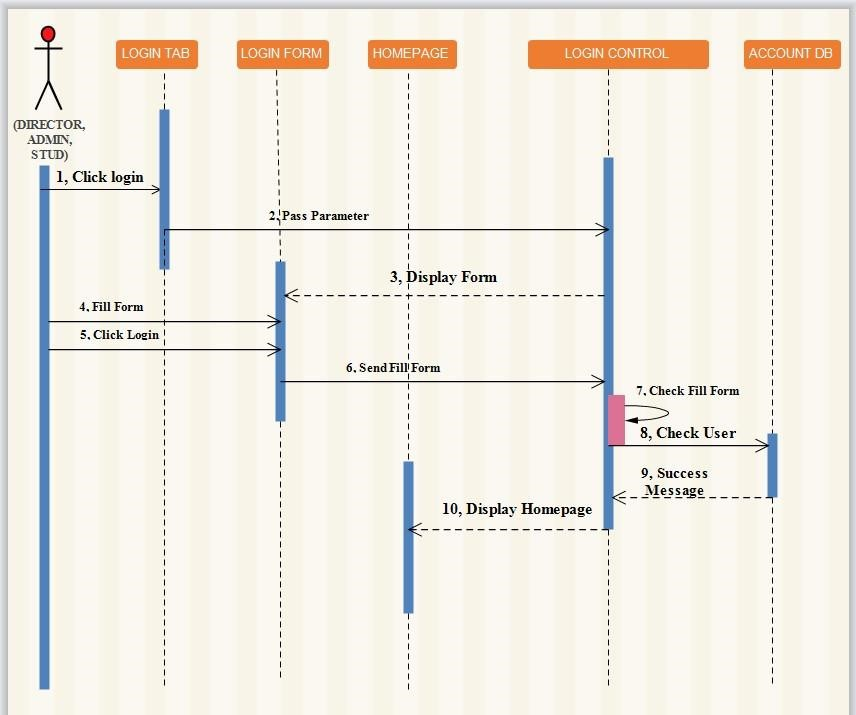 LOGIN TAB
LOGIN FORM
HOMEPAGE
LOGIN CONTROL
ACCOUNT DB
(DIRECTOR,
ADMIN,
STUD)
1, Click login
2, Pass Parameter
3, Display Form
4, Fill Form
5, Click Login
6, Send Fill Form
7, Check Fill Form
8, Check User
9, Success
Message
10, Display Homepage